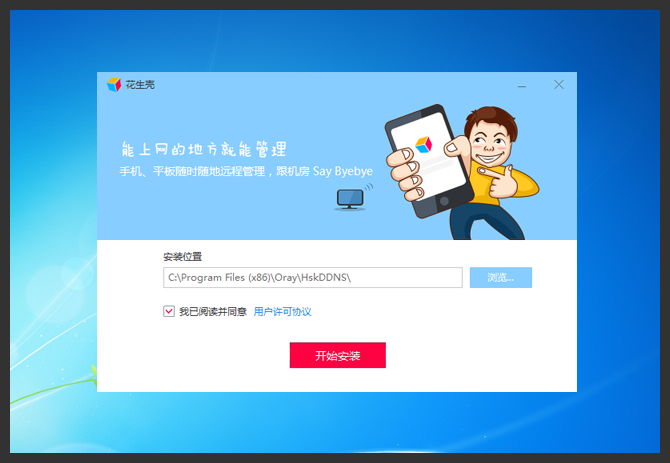 花生壳
能上网的地方就能管理
手机、平板随时随地远程管理，跟机房 Say Byebye
安装位置
C:\Program Files (x86)\Oray\HskDDNS\
浏览...
我已阅读并同意 用户许可协议
开始安装